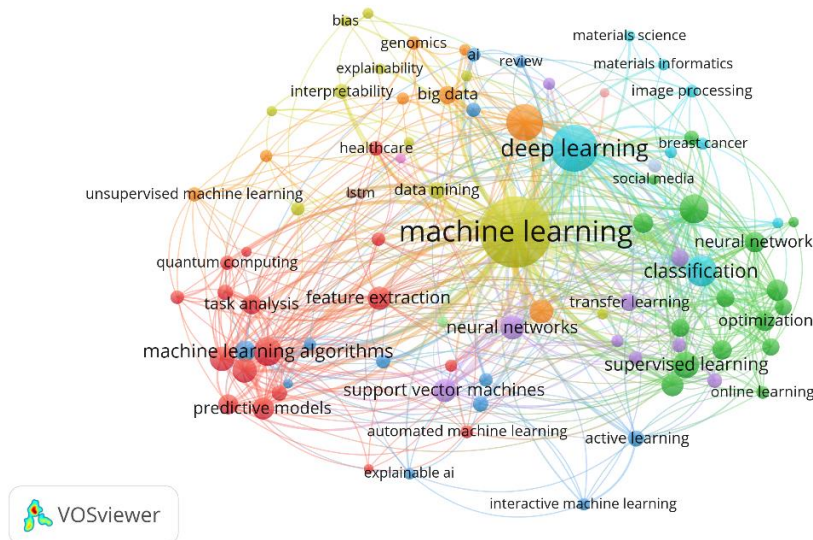 bias
materials science
genomics
ai
review
materials informatics
explainability
interpretability
big data
image processing
healthcare
deep learning
breast cancer
social media
unsupervised machine learning
lstm
data mining
machine learning
neural network
quantum computing
classification
task analysis
feature extraction
transfer learning
neural networks
optimization
machine learning algorithms
supervised learning
support vector machines
online learning
predictive models
automated machine learning
active learning
explainable ai
interactive machine learning
VOSviewer